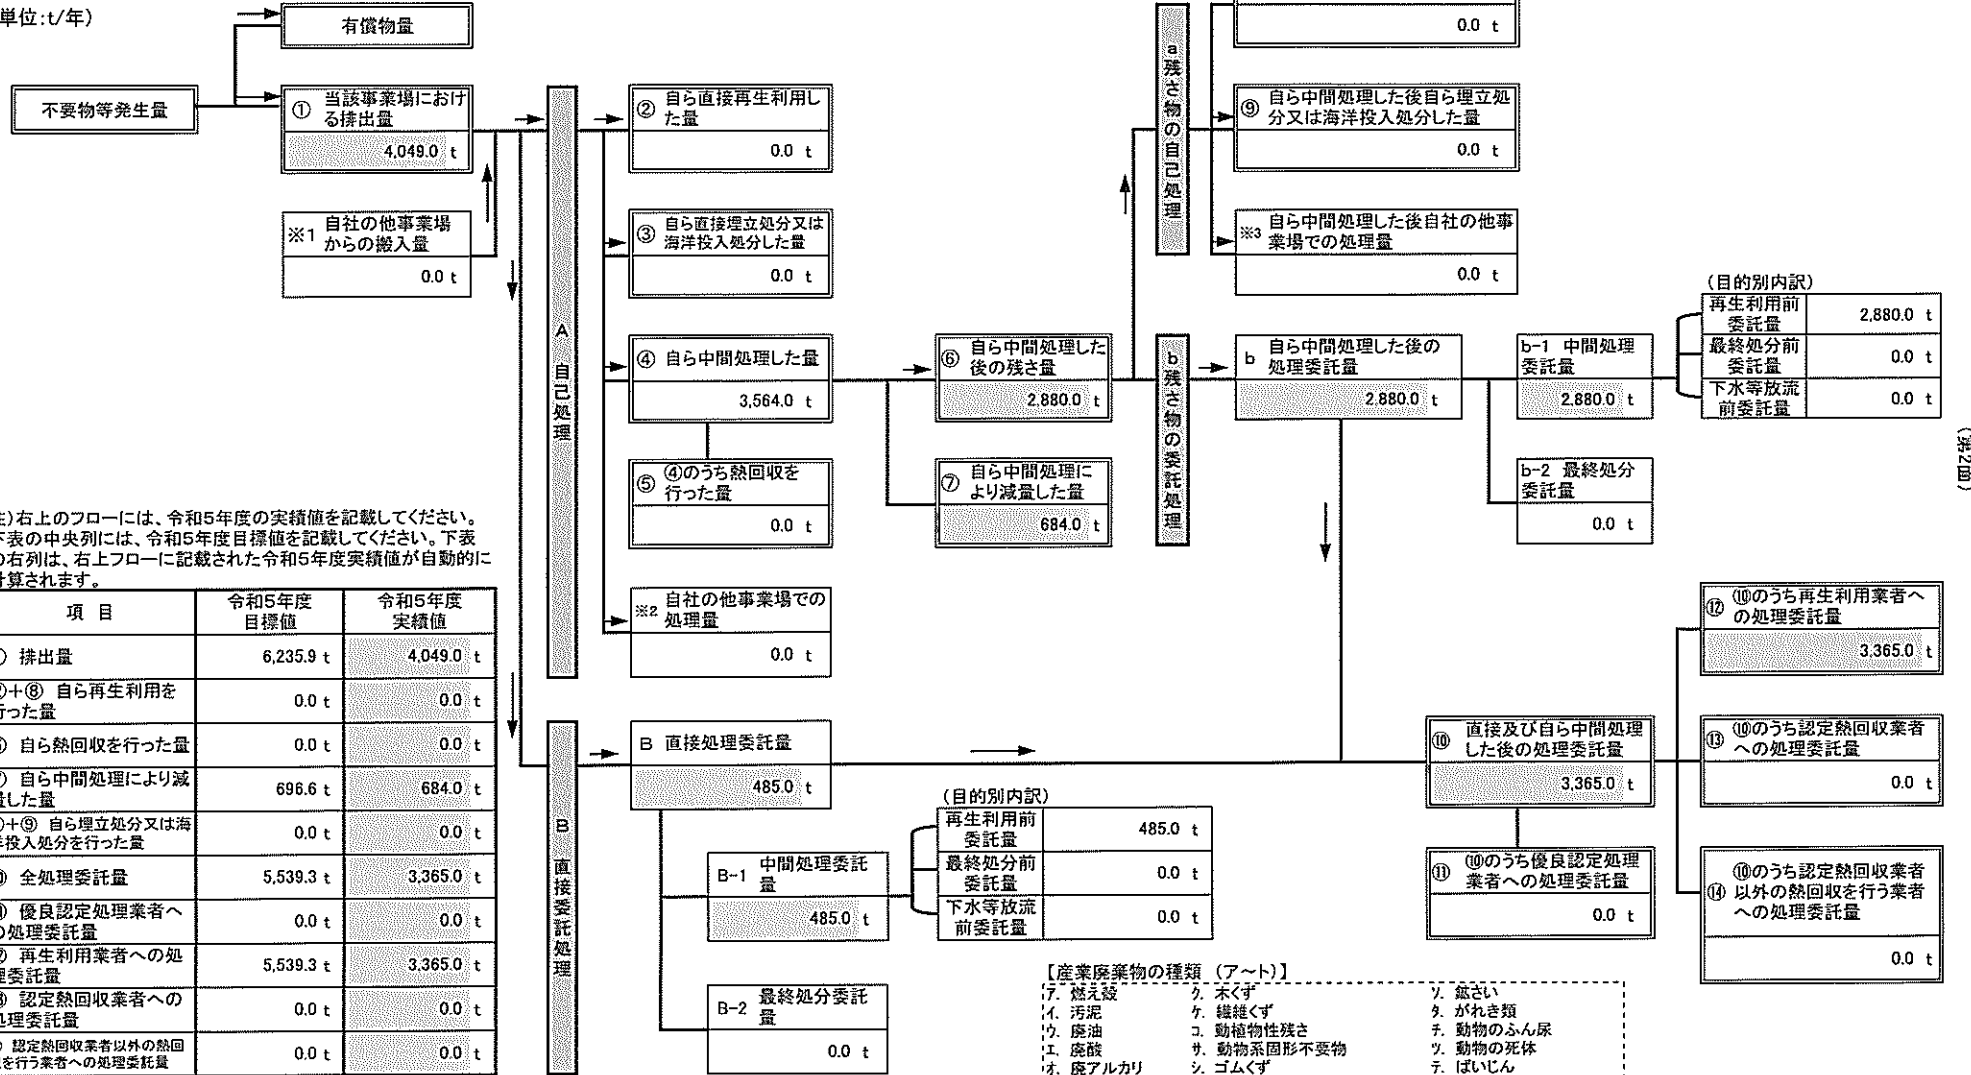 単位:t/年)
有償物量
不要物等発生量
① 当該事業場におけ
る排出量
4,049.0 t
※1 自社の他事業場
からの搬入量
0.0 t
A 自己処理
② 自ら直接再生利用し
た量
0.0 t
③ 自ら直接埋立処分又は
海洋投入処分した量
0.0 t
④ 自ら中間処理した量
3,564.0 t
⑤ ④のうち熱回収を
行った量
0.0 t
※2 自社の他事業場での
処理量
0.0 t
⑥ 自ら中間処理した
後の残さ量
2,880.0 t
⑦ 自ら中間処理に
より減量した量
684.0 t
a 残さ物の自己処理
0.0 t
⑨ 自ら中間処理した後自ら埋立処
分又は海洋投入処分した量
0.0 t
※3 自ら中間処理した後自社の他事
業場での処理量
0.0 t
b 残さ物の委託処理
b 自ら中間処理した後の
処理委託量
2,880.0 t
b-1 中間処理
委託量
2,880.0 t
b-2 最終処分
委託量
0.0 t
(目的別内訳)
再生利用前
委託量 2,880.0 t
最終処分前
委託量 0.0 t
下水等放流
前委託量 0.0 t
(第2面)
注)右上のフローには、令和5年度の実績値を記載してください。
下表の中央列には、令和5年度目標値を記載してください。下表
の右列は、右上フローに記載された令和5年度実績値が自動的に
計算されます。
項 目 令和5年度
目標値 令和5年度
実績値
排出量 6,235.9 t 4,049.0 t
+⑧ 自ら再生利用を
行った量 0.0 t 0.0 t
自ら熱回収を行った量 0.0 t 0.0 t
自ら中間処理により減
量した量 696.6 t 684.0 t
+⑨ 自ら埋立処分又は海
洋投入処分を行った量 0.0 t 0.0 t
全処理委託量 5,539.3 t 3,365.0 t
優良認定処理業者へ
の処理委託量 0.0 t 0.0 t
再生利用業者への処
理委託量 5,539.3 t 3,365.0 t
認定熱回収業者への
処理委託量 0.0 t 0.0 t
認定熱回収業者以外の熱回
収を行う業者への処理委託量 0.0 t 0.0 t
B 直接委託処理
B 直接処理委託量
485.0 t
B-1 中間処理委託
量
485.0 t
B-2 最終処分委託
量
0.0 t
(目的別内訳)
再生利用前
委託量 485.0 t
最終処分前
委託量 0.0 t
下水等放流
前委託量 0.0 t
⑩ 直接及び自ら中間処理
した後の処理委託量
3,365.0 t
⑪ ⑩のうち優良認定処理
業者への処理委託量
0.0 t
⑫ ⑩のうち再生利用業者へ
の処理委託量
3,365.0 t
⑬ ⑩のうち認定熱回収業者
への処理委託量
0.0 t
⑭ ⑩のうち認定熱回収業者
以外の熱回収を行う業者
への処理委託量
0.0 t
【産業廃棄物の種類 (ア～ト)】
ア. 燃え殻 ク. 木くず ソ. 鉱さい
イ. 汚泥 ケ. 繊維くず タ. がれき類
ウ. 廃油 コ. 動植物性残さ チ. 動物のふん尿
エ. 廃酸 サ. 動物系固形不要物 ツ. 動物の死体
オ. 廃アルカリ シ. ゴムくず テ. ばいじん